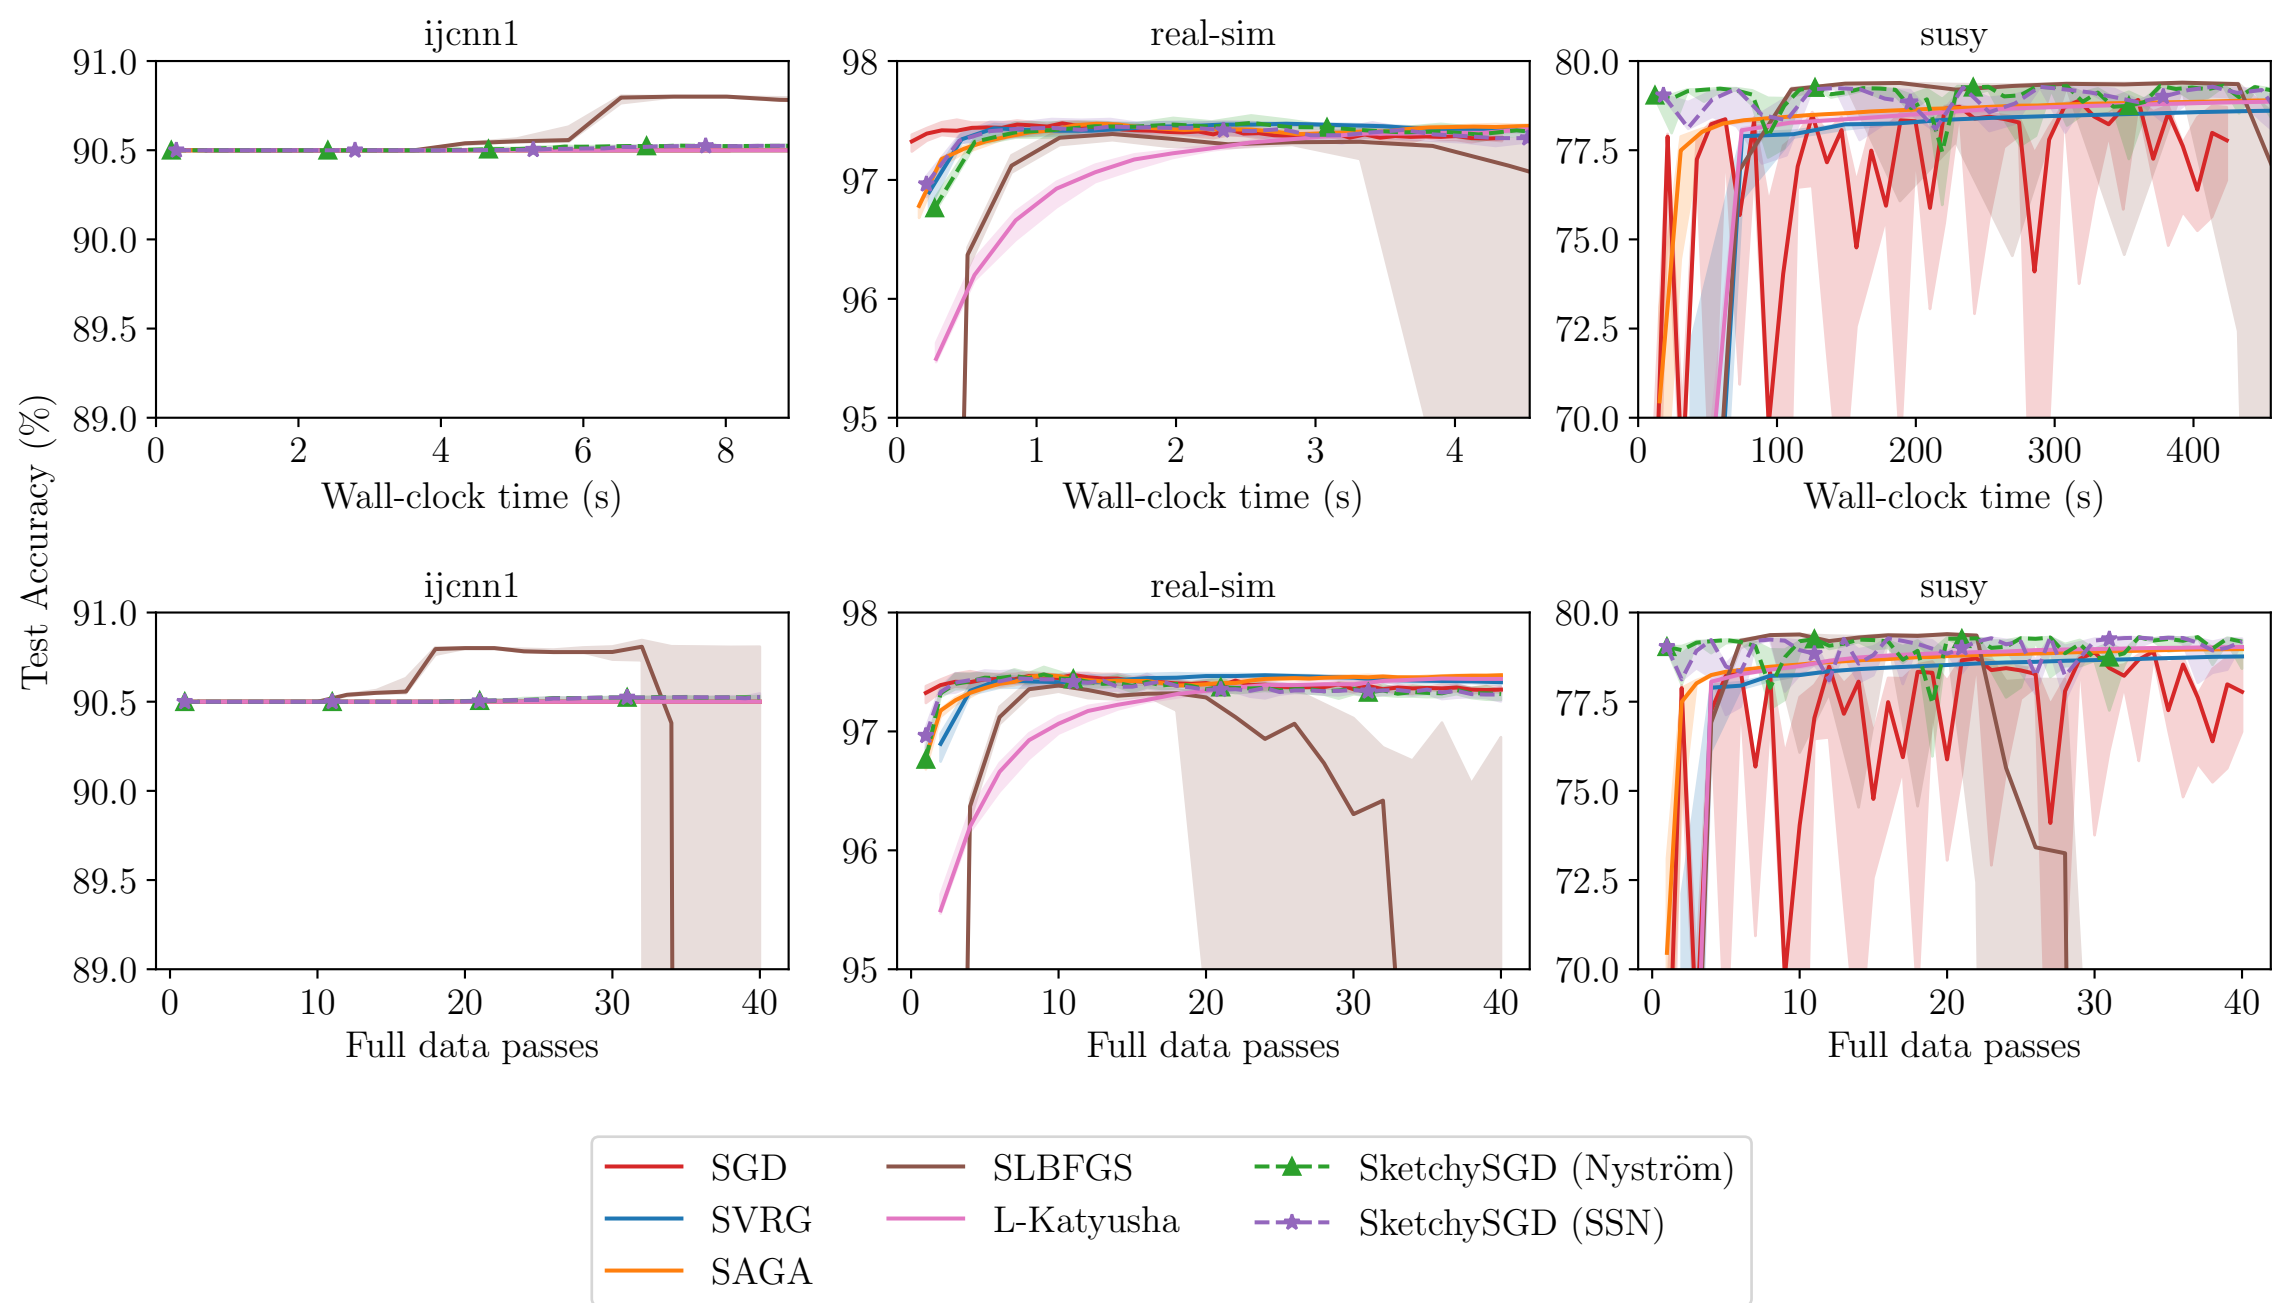 ijcnn1
real-sim
susy
91.0
90.5
90.0
89.5
89.0
0 2 4 6 8
Wall-clock time (s)
98
97
96
95
0 1 2 3 4
Wall-clock time (s)
80.0
77.5
75.0
72.5
70.0
0 100 200 300 400
Wall-clock time (s)
Test Accuracy (%)
ijcnn1
real-sim
susy
91.0
90.5
90.0
89.5
89.0
0 10 20 30 40
Full data passes
98
97
96
95
0 10 20 30 40
Full data passes
80.0
77.5
75.0
72.5
70.0
0 10 20 30 40
Full data passes
SGD
SVRG
SAGA
SLBFGS
L-Katyusha
SketchySGD (Nyström)
SketchySGD (SSN)